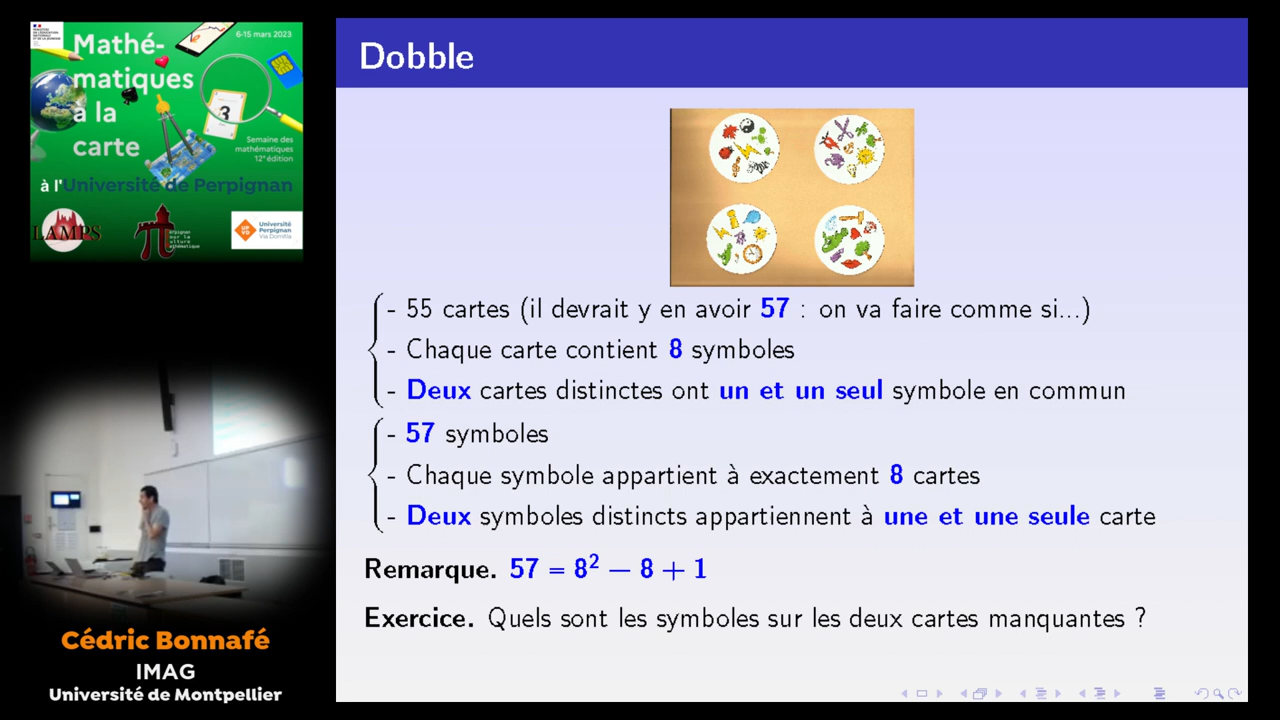 6-15 mars 2023
Mathé-
matiques
à la
carte
3
Semaine des
mathématiques
12e édition
à l'Université de Perpignan
LAMPS
UP
VD
Université
Perpignan
Via Domitia
Cédric Bonnafé
IMAG
Université de Montpellier
Dobble
- 55 cartes (il devrait y en avoir 57 : on va faire comme si...)
- Chaque carte contient 8 symboles
- Deux cartes distinctes ont un et un seul symbole en commun
- 57 symboles
- Chaque symbole appartient à exactement 8 cartes
- Deux symboles distincts appartiennent à une et une seule carte
Remarque. 57 = 8² − 8 + 1
Exercice. Quels sont les symboles sur les deux cartes manquantes ?